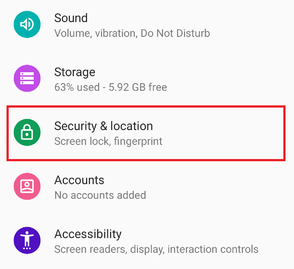 Sound
Volume, vibration, Do Not Disturb
Storage
63% used - 5.92 GB free
Security & location
Screen lock, fingerprint
Accounts
No accounts added
Accessibility
Screen readers, display, interaction controls